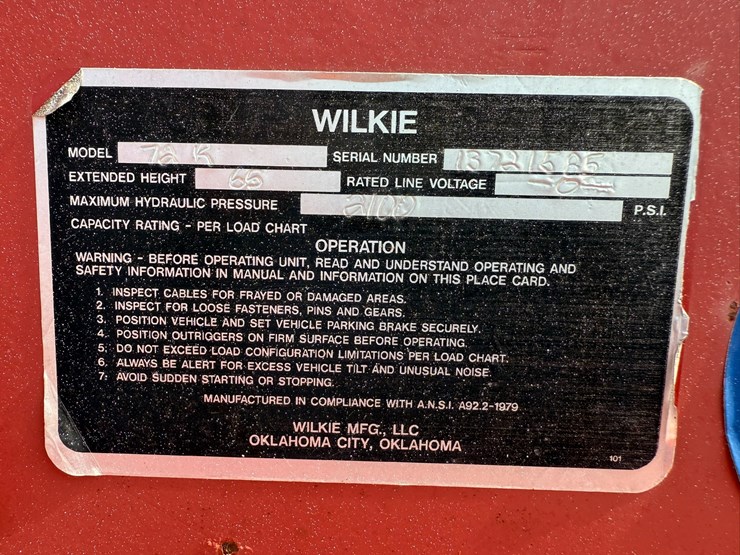 WILKIE
MODEL 76 K SERIAL NUMBER
EXTENDED HEIGHT 66 RATED LINE VOLTAGE -0-
MAXIMUM HYDRAULIC PRESSURE 2100 P.S.I.
CAPACITY RATING - PER LOAD CHART
OPERATION
WARNING - BEFORE OPERATING UNIT, READ AND UNDERSTAND OPERATING AND
SAFETY INFORMATION IN MANUAL AND INFORMATION ON THIS PLACE CARD.
1. INSPECT CABLES FOR FRAYED OR DAMAGED AREAS.
2. INSPECT FOR LOOSE FASTENERS, PINS AND GEARS.
3. POSITION VEHICLE AND SET VEHICLE PARKING BRAKE SECURELY.
4. POSITION OUTRIGGERS ON FIRM SURFACE BEFORE OPERATING.
5. DO NOT EXCEED LOAD CONFIGURATION LIMITATIONS PER LOAD CHART.
6. ALWAYS BE ALERT FOR EXCESS VEHICLE TILT AND UNUSUAL NOISE.
7. AVOID SUDDEN STARTING OR STOPPING.
MANUFACTURED IN COMPLIANCE WITH A.N.S.I. A92.2-1979
WILKIE MFG., LLC
OKLAHOMA CITY, OKLAHOMA
101